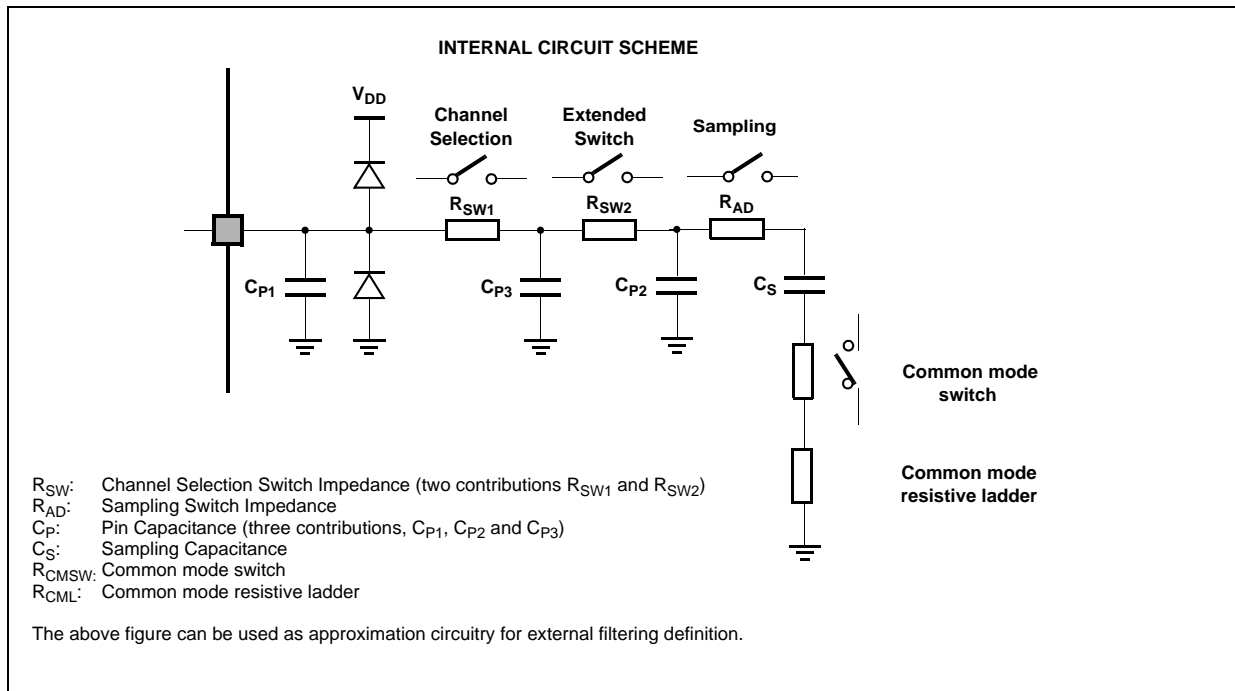 INTERNAL CIRCUIT SCHEME
VDD
Channel
Selection
Extended
Switch
Sampling
RSW1
RSW2
RAD
CP1
CP3
CP2
CS
Common mode
switch
Common mode
resistive ladder
RSW: Channel Selection Switch Impedance (two contributions RSW1 and RSW2)
RAD: Sampling Switch Impedance
CP: Pin Capacitance (three contributions, CP1, CP2 and CP3)
CS: Sampling Capacitance
RCMSW: Common mode switch
RCML: Common mode resistive ladder
The above figure can be used as approximation circuitry for external filtering definition.